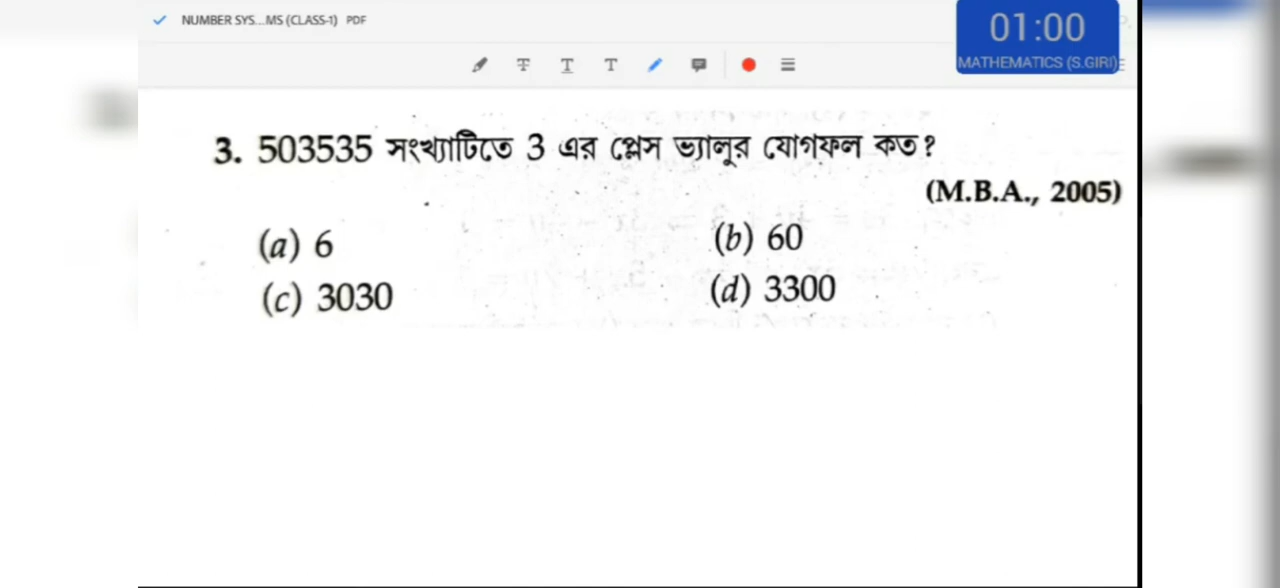 NUMBER SYS...MS (CLASS-1) PDF
01:00
MATHEMATICS (S.GIRI)
T T T
3. 503535 সংখ্যাটিতে 3 এর প্লেস ভ্যালুর যোগফল কত?
(M.B.A., 2005)
(a) 6 (b) 60
(c) 3030 (d) 3300